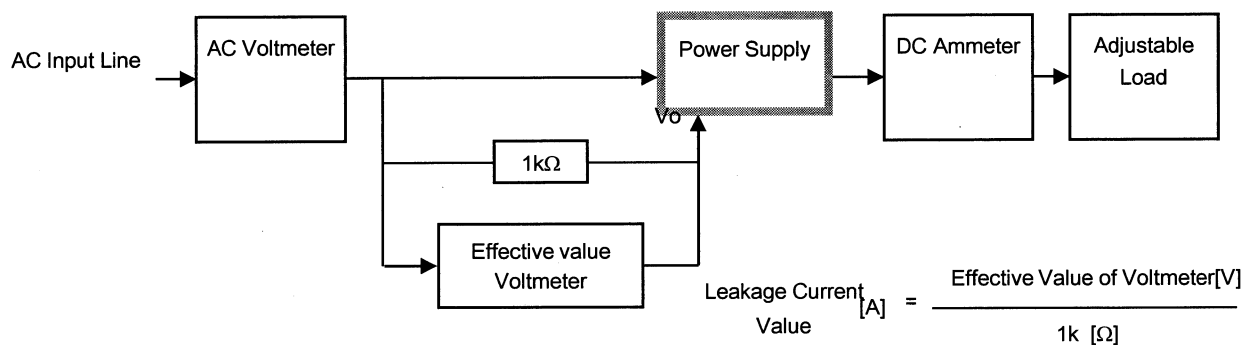 AC Input Line
AC Voltmeter
Power Supply
DC Ammeter
Adjustable
Load
Vo
1kΩ
Effective value
Voltmeter
Leakage Current
Value
[A] =
Effective Value of Voltmeter[V]
1k [Ω]